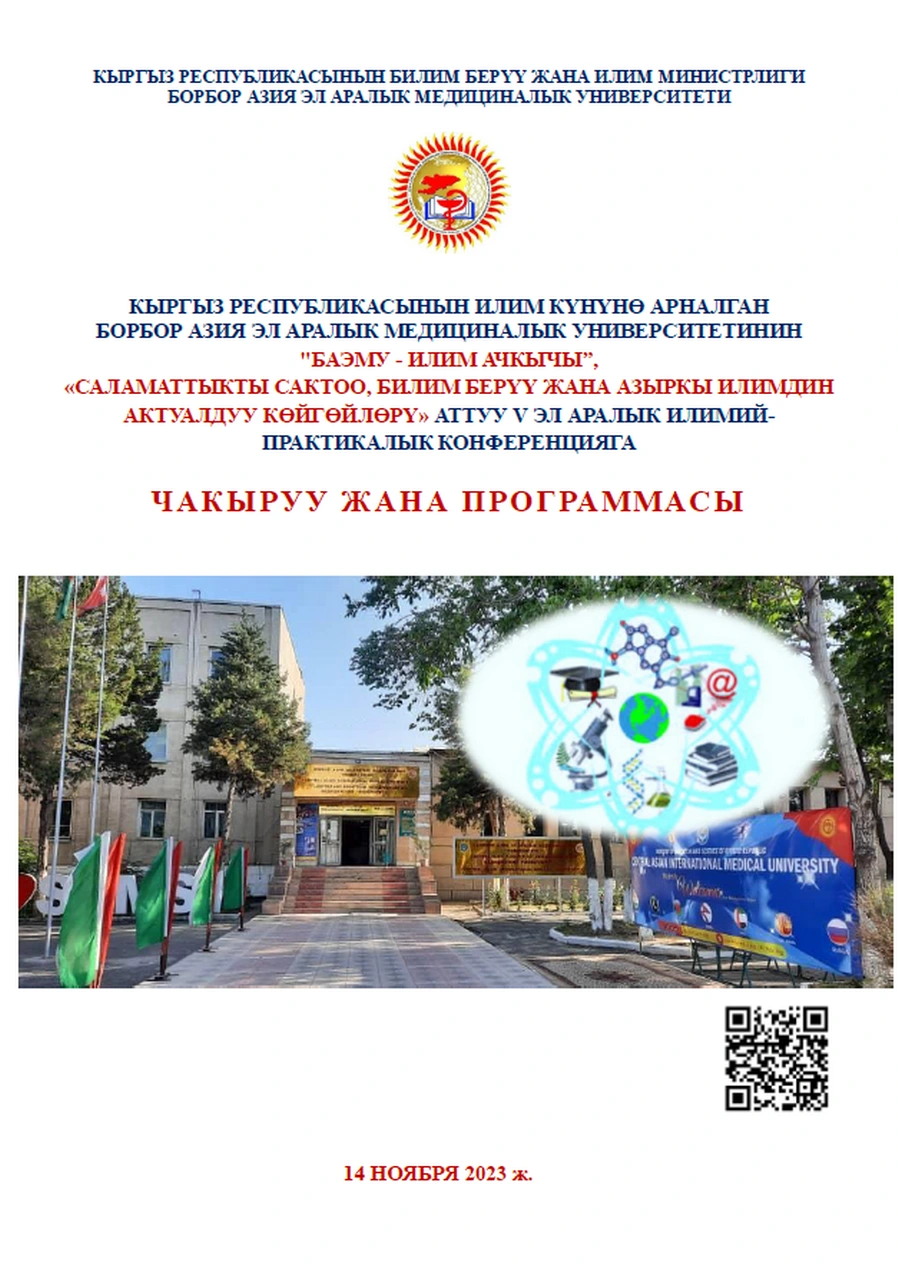 КЫРГЫЗ РЕСПУБЛИКАСЫНЫН БИЛИМ БЕРҮҮ ЖАНА ИЛИМ МИНИСТРЛИГИ
БОРБОР АЗИЯ ЭЛ АРАЛЫК МЕДИЦИНАЛЫК УНИВЕРСИТЕТИ
КЫРГЫЗ РЕСПУБЛИКАСЫНЫН ИЛИМ КҮНҮНӨ АРНАЛГАН
БОРБОР АЗИЯ ЭЛ АРАЛЫК МЕДИЦИНАЛЫК УНИВЕРСИТЕТИНИН
"БАЭМУ - ИЛИМ АЧКЫЧЫ”,
«САЛАМАТТЫКТЫ САКТОО, БИЛИМ БЕРҮҮ ЖАНА АЗЫРКЫ ИЛИМДИН
АКТУАЛДУУ КӨЙГӨЙЛӨРҮ» АТТУУ V ЭЛ АРАЛЫК ИЛИМИЙ-
ПРАКТИКАЛЫК КОНФЕРЕНЦИЯГА
ЧАКЫРУУ ЖАНА ПРОГРАММАСЫ
@
ASIAN INTERNATIONAL MEDICAL UNIVERSITY
Welcome
14 НОЯБРЯ 2023 ж.